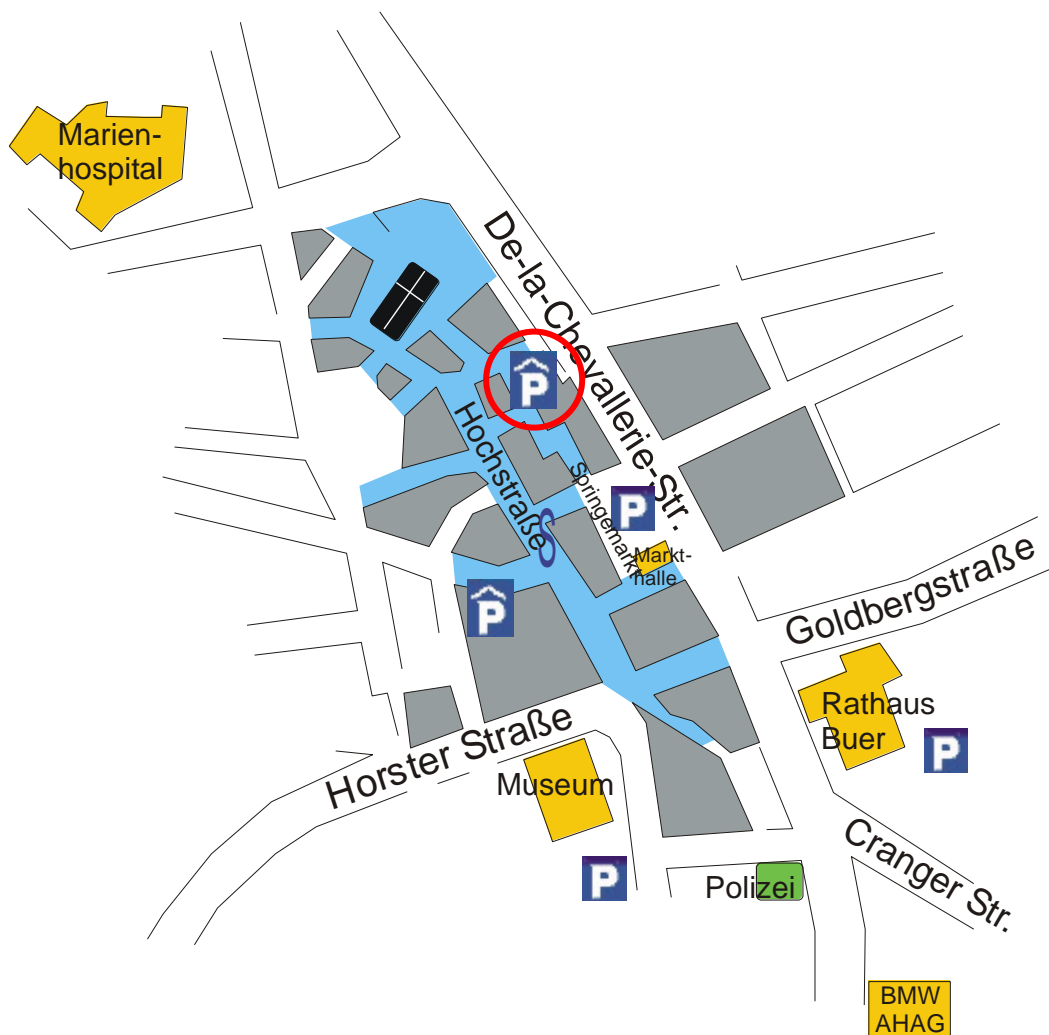 Marien-
hospital
De-la-Chevallerie-Str.
P
Hochstraße
Springemarkt
P
Markt-
halle
P
Goldbergstraße
Rathaus
Buer
P
Horster Straße
Museum
Cranger Str.
P
Polizei
BMW
AHAG